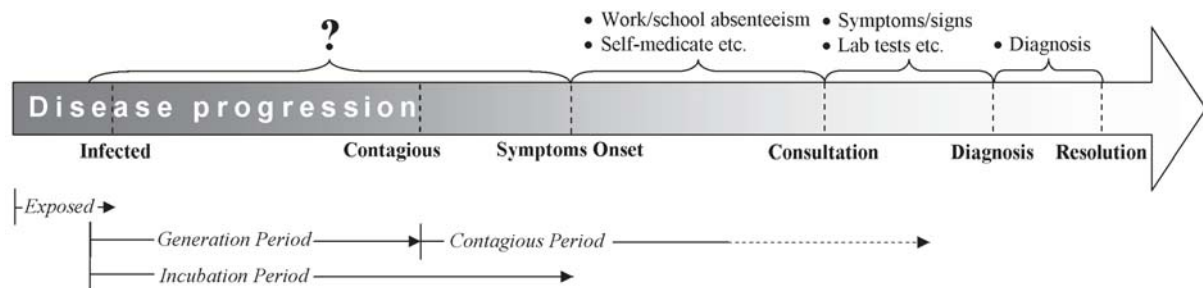 ?
• Work/school absenteeism
• Self-medicate etc.
• Symptoms/signs
• Lab tests etc.
• Diagnosis
Disease progression
Infected
Contagious
Symptoms Onset
Consultation
Diagnosis
Resolution
Exposed
Generation Period
Contagious Period
Incubation Period